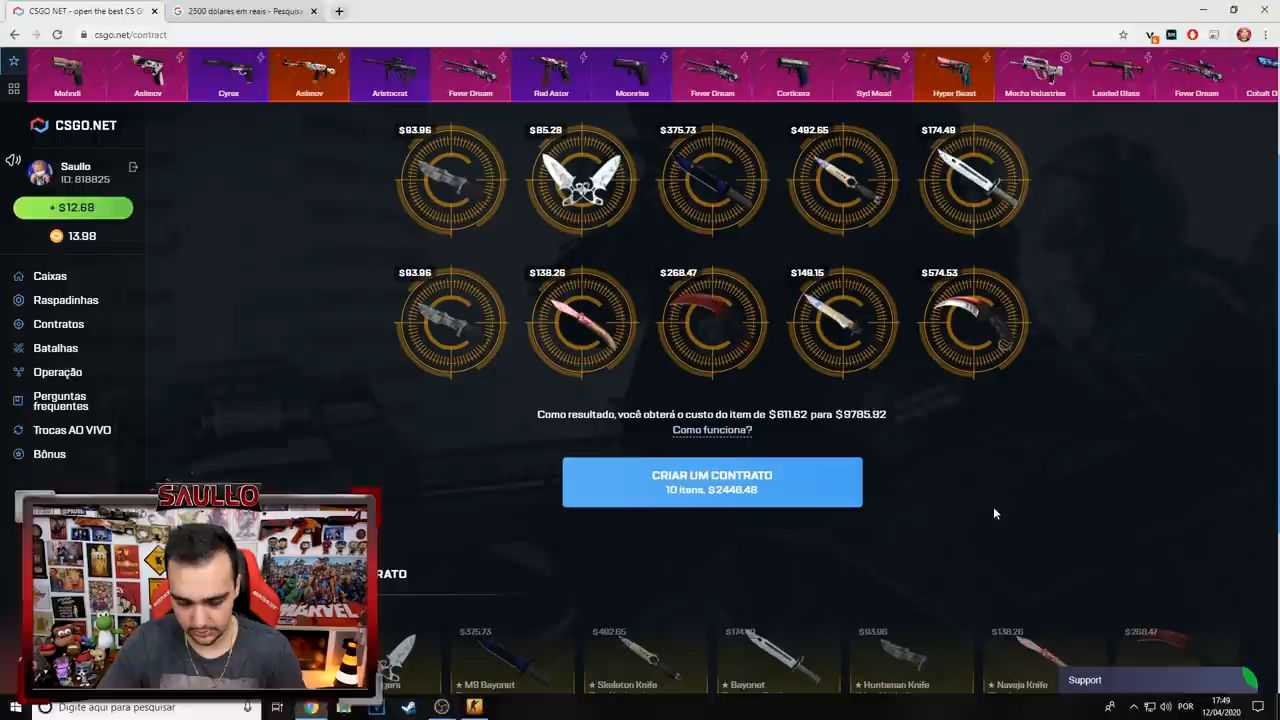 CSGO NET - open the best CS G
2500 dólares em reais - Pesquisa
csgo.net/contract
Mehndi
Asiimov
Cyrex
Asiimov
Aristocrat
Fever Dream
Red Astor
Moonrise
Fever Dream
Corticera
Syd Mead
Hyper Beast
Mecha Industries
Leaded Glass
Fever Dream
Cobalt D
CSGO.NET
Saullo
ID: 818825
+ $12.68
13.98
Caixas
Raspadinhas
Contratos
Batalhas
Operação
Perguntas
frequentes
Trocas AO VIVO
Bônus
$93.96
$85.28
$375.73
$492.65
$174.49
$93.96
$138.26
$268.47
$149.15
$574.53
Como resultado, você obterá o custo do item de $611.62 para $9785.92
Como funciona?
CRIAR UM CONTRATO
10 itens, $2446.48
RATO
$375.73
$492.65
$174.49
$93.96
$138.26
$268.47
ggers
★ M9 Bayonet
★ Skeleton Knife
★ Bayonet
★ Huntsman Knife
★ Navaja Knife
Support
SAULLO
MARVEL
Digite aqui para pesquisar
POR
17:49
12/04/2020